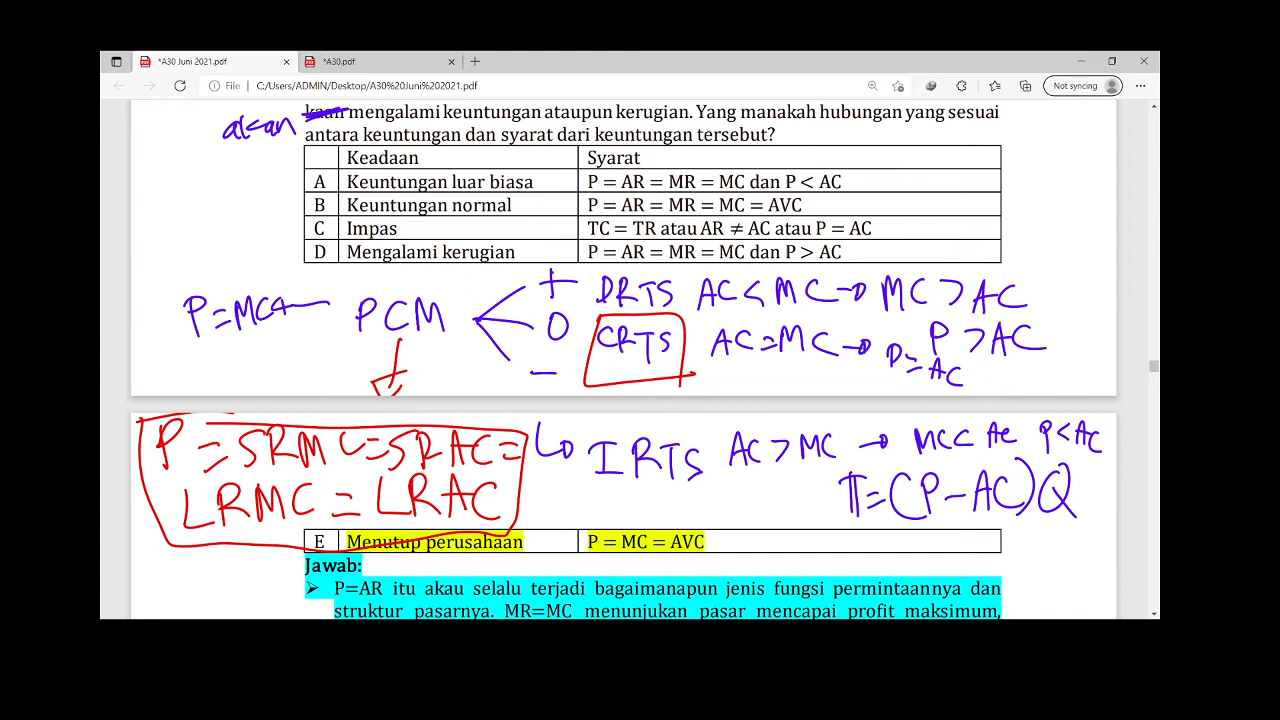 *A30 Juni 2021.pdf
*A30.pdf
File
C:/Users/ADMIN/Desktop/A30%20Juni%202021.pdf
Not syncing
akan kaan mengalami keuntungan ataupun kerugian. Yang manakah hubungan yang sesuai
antara keuntungan dan syarat dari keuntungan tersebut?
Keadaan Syarat
A Keuntungan luar biasa P = AR = MR = MC dan P < AC
B Keuntungan normal P = AR = MR = MC = AVC
C Impas TC = TR atau AR ≠ AC atau P = AC
D Mengalami kerugian P = AR = MR = MC dan P > AC
P=MC ← PCM
+ DRTS AC < MC → MC > AC
P > AC
0 CRTS AC = MC → P = AC
-
↳ IRTS AC > MC → MC < AC P < AC
π = (P - AC) Q
P = SRMC = SRAC =
LRMC = LRAC
E Menutup perusahaan P = MC = AVC
Jawab:
➢ P=AR itu akau selalu terjadi bagaimanapun jenis fungsi permintaannya dan
struktur pasarnya. MR=MC menunjukan pasar mencapai profit maksimum,